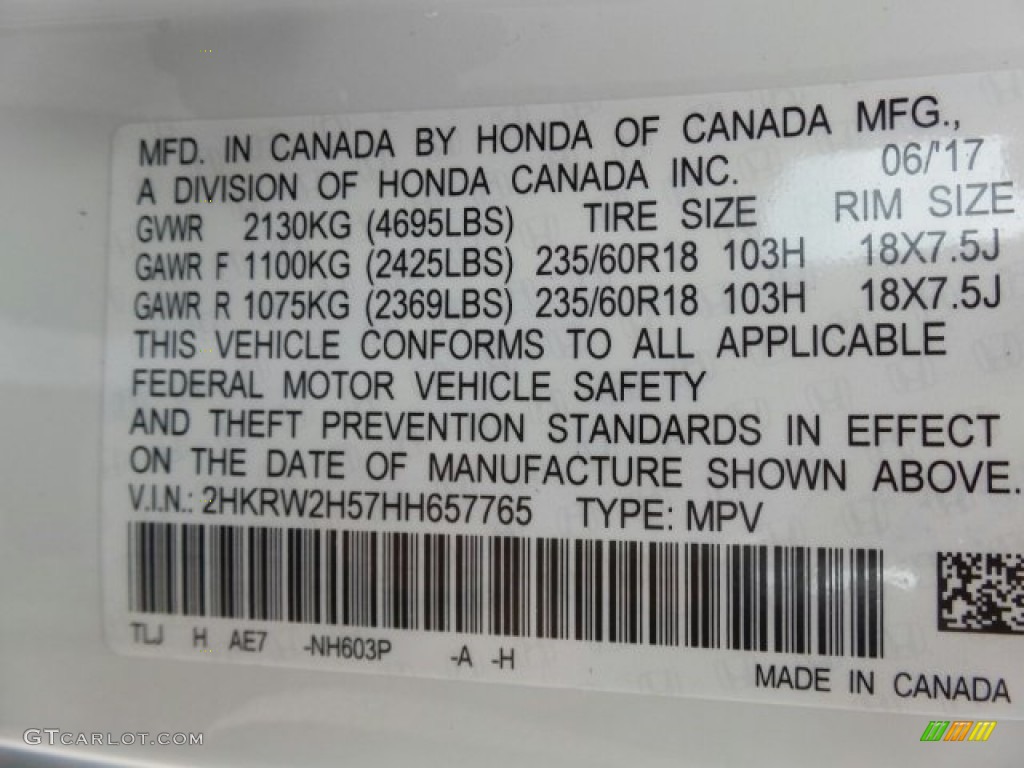 MFD. IN CANADA BY HONDA OF CANADA MFG.,
A DIVISION OF HONDA CANADA INC. 06/'17
GVWR 2130KG (4695LBS) TIRE SIZE RIM SIZE
GAWR F 1100KG (2425LBS) 235/60R18 103H 18X7.5J
GAWR R 1075KG (2369LBS) 235/60R18 103H 18X7.5J
THIS VEHICLE CONFORMS TO ALL APPLICABLE
FEDERAL MOTOR VEHICLE SAFETY
AND THEFT PREVENTION STANDARDS IN EFFECT
ON THE DATE OF MANUFACTURE SHOWN ABOVE.
V.I.N.: 2HKRW2H57HH657765 TYPE: MPV
TLJ H AE7 -NH603P -A -H
MADE IN CANADA
GTCARLOT.COM